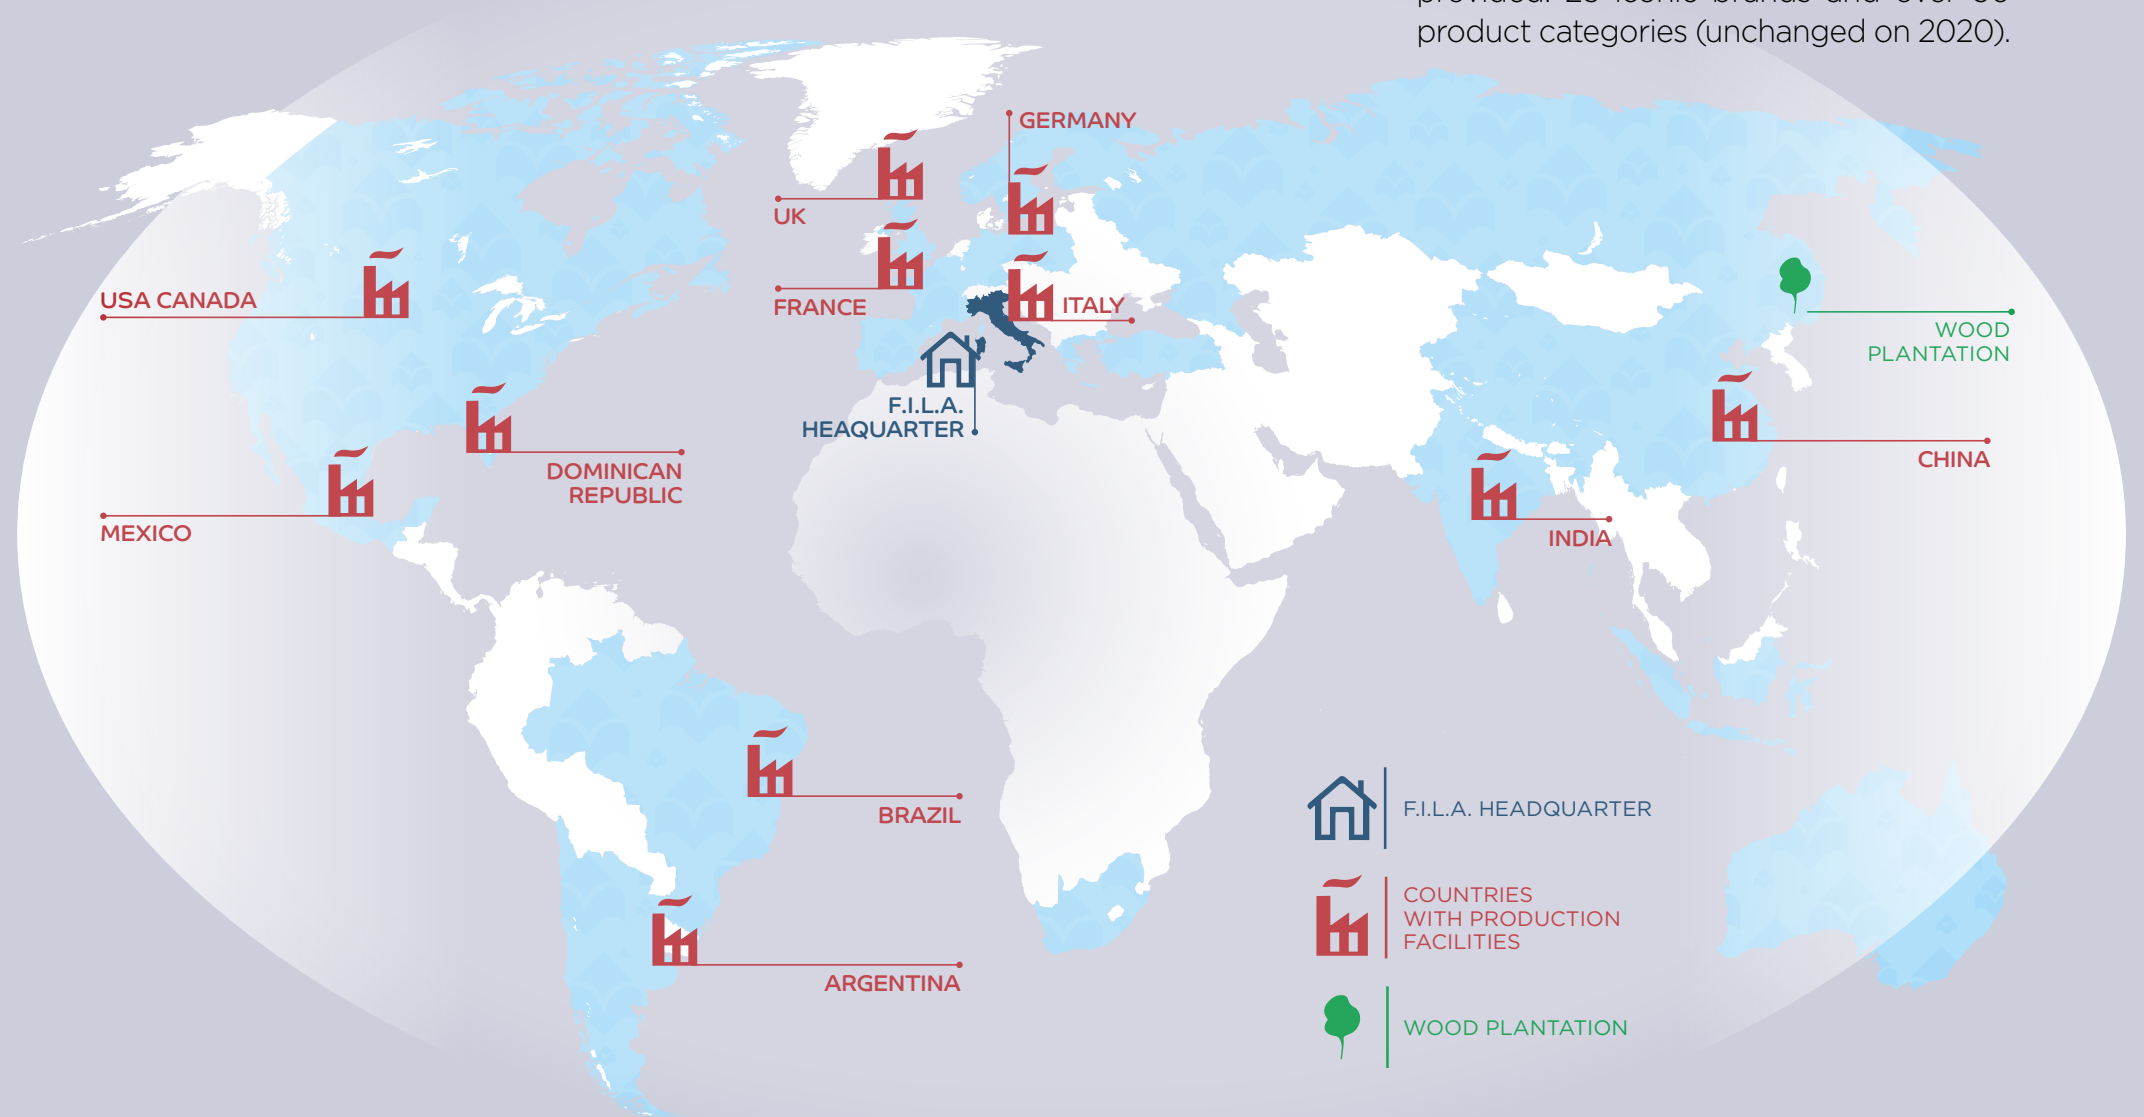 product categories (unchanged on 2020).
GERMANY
UK
USA CANADA
FRANCE
ITALY
WOOD
PLANTATION
F.I.L.A.
HEAQUARTER
DOMINICAN
REPUBLIC
CHINA
MEXICO
INDIA
BRAZIL
ARGENTINA
F.I.L.A. HEADQUARTER
COUNTRIES
WITH PRODUCTION
FACILITIES
WOOD PLANTATION